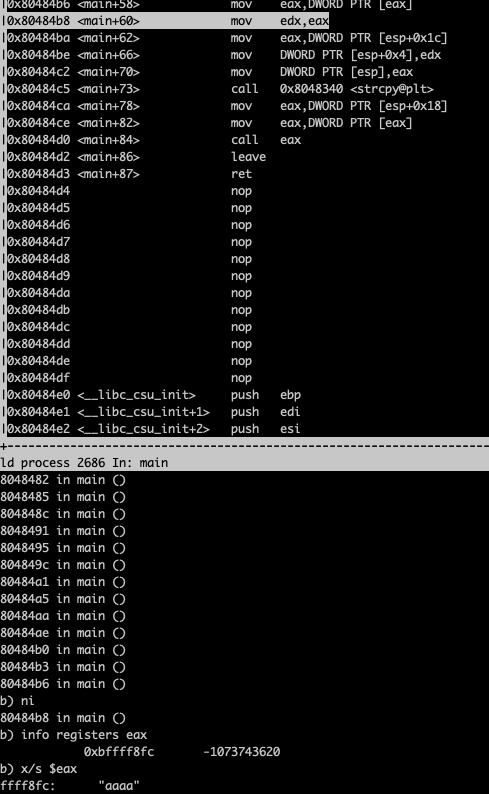 0x80484b6 <main+58> mov eax,DWORD PTR [eax]
0x80484b8 <main+60> mov edx,eax
0x80484ba <main+62> mov eax,DWORD PTR [esp+0x1c]
0x80484be <main+66> mov DWORD PTR [esp+0x4],edx
0x80484c2 <main+70> mov DWORD PTR [esp],eax
0x80484c5 <main+73> call 0x8048340 <strcpy@plt>
0x80484ca <main+78> mov eax,DWORD PTR [esp+0x18]
0x80484ce <main+82> mov eax,DWORD PTR [eax]
0x80484d0 <main+84> call eax
0x80484d2 <main+86> leave
0x80484d3 <main+87> ret
0x80484d4 nop
0x80484d5 nop
0x80484d6 nop
0x80484d7 nop
0x80484d8 nop
0x80484d9 nop
0x80484da nop
0x80484db nop
0x80484dc nop
0x80484dd nop
0x80484de nop
0x80484df nop
0x80484e0 <__libc_csu_init> push ebp
0x80484e1 <__libc_csu_init+1> push edi
0x80484e2 <__libc_csu_init+2> push esi
ld process 2686 In: main
8048482 in main ()
8048485 in main ()
804848c in main ()
8048491 in main ()
8048495 in main ()
804849c in main ()
80484a1 in main ()
80484a5 in main ()
80484aa in main ()
80484ae in main ()
80484b0 in main ()
80484b3 in main ()
80484b6 in main ()
b) ni
80484b8 in main ()
b) info registers eax
0xbffff8fc -1073743620
b) x/s $eax
ffff8fc: "aaaa"